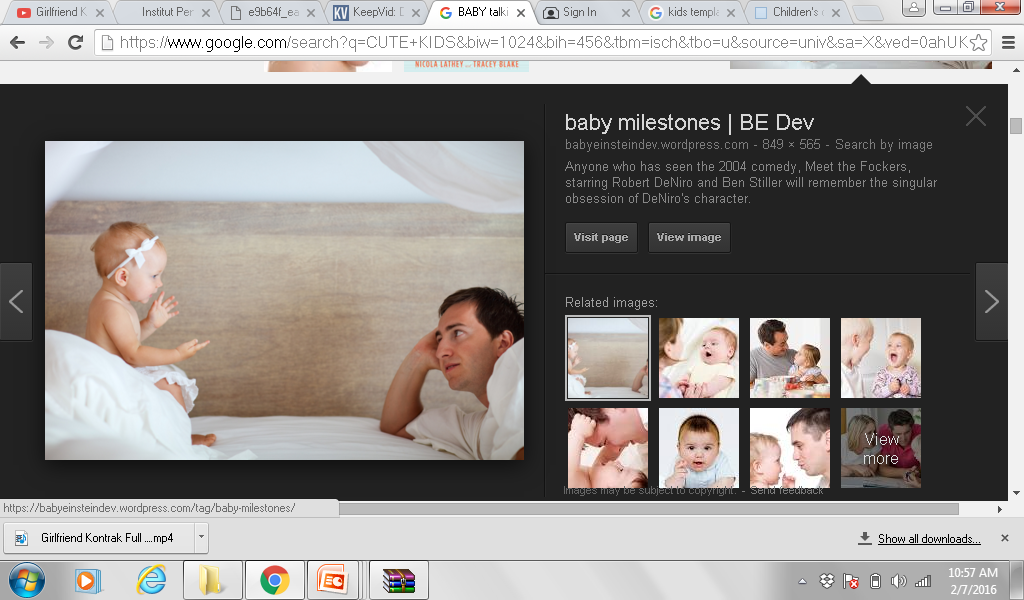 Girlfriend K
Institut Per
e9b64f_ea
KeepVid: D
BABY talki
Sign In
kids templa
Children's
https://www.google.com/search?q=CUTE+KIDS&biw=1024&bih=456&tbm=isch&tbo=u&source=univ&sa=X&ved=0ahUK
NICOLA LATHEY ... TRACEY BLAKE
baby milestones | BE Dev
babyeinsteindev.wordpress.com - 849 × 565 - Search by image
Anyone who has seen the 2004 comedy, Meet the Fockers,
starring Robert DeNiro and Ben Stiller will remember the singular
obsession of DeNiro's character.
Visit page
View image
Related images:
View
more
Images may be subject to copyright. - Send feedback
https://babyeinsteindev.wordpress.com/tag/baby-milestones/
Girlfriend Kontrak Full ....mp4
Show all downloads...
10:57 AM
2/7/2016